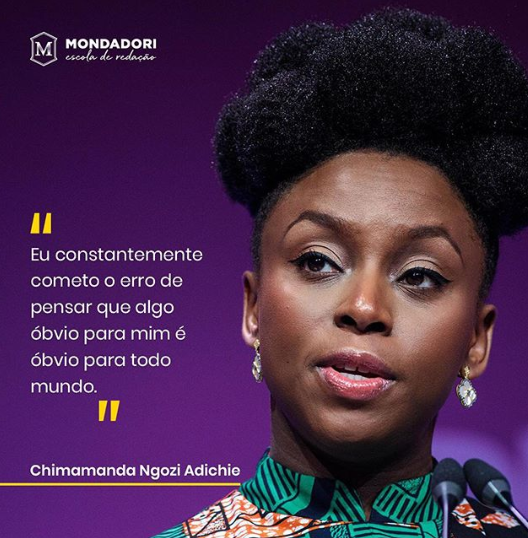 MONDADORI
escola de redação
"
Eu constantemente
cometo o erro de
pensar que algo
óbvio para mim é
óbvio para todo
mundo.
"
Chimamanda Ngozi Adichie